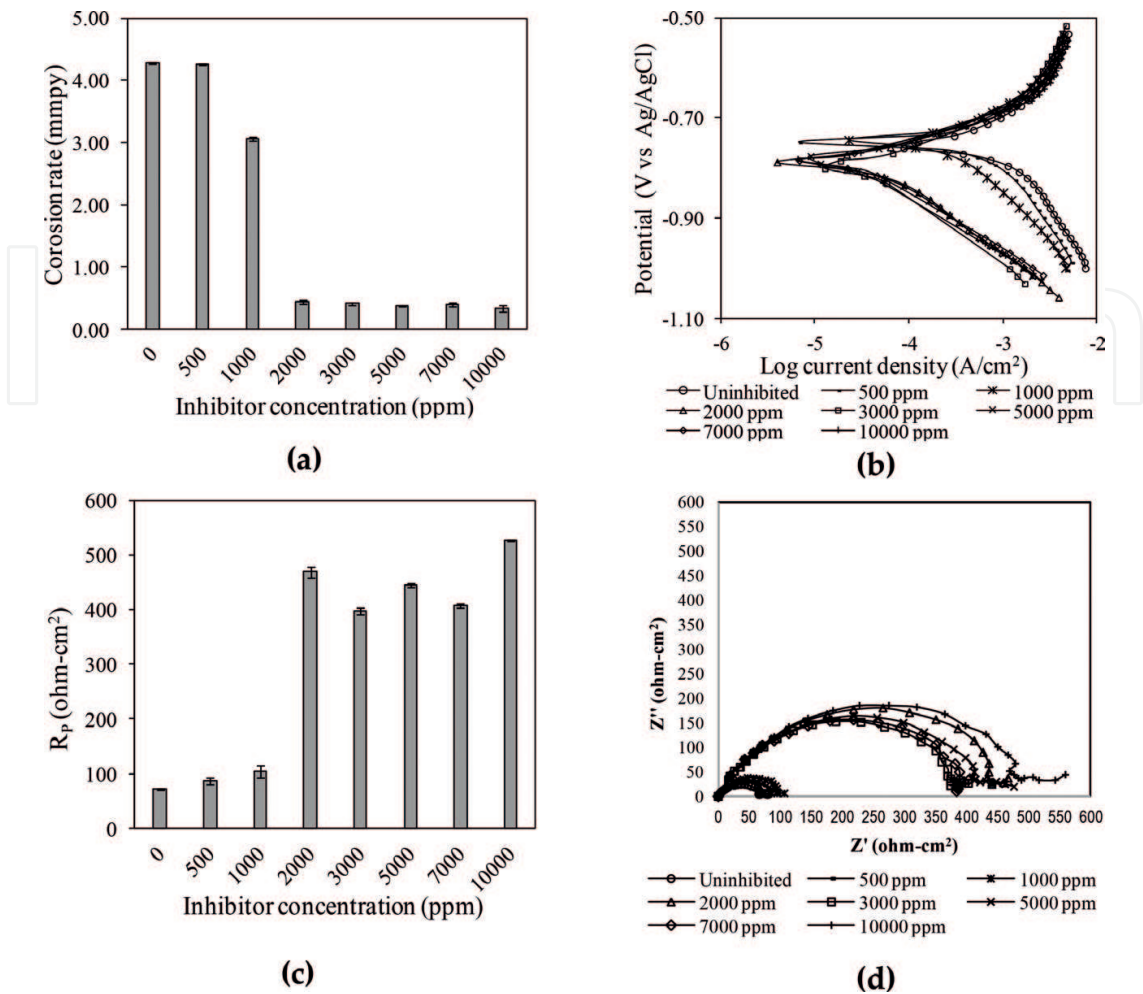 5.00
4.00
3.00
2.00
1.00
0.00
Corosion rate (mmpy)
0 500 1000 2000 3000 5000 7000 10000
Inhibitor concentration (ppm)
(a)
-0.50
-0.70
-0.90
-1.10
Potential (V vs Ag/AgCl)
-6 -5 -4 -3 -2
Log current density (A/cm²)
Uninhibited 500 ppm 1000 ppm
2000 ppm 3000 ppm 5000 ppm
7000 ppm 10000 ppm
(b)
600
500
400
300
200
100
0
R_P (ohm-cm²)
0 500 1000 2000 3000 5000 7000 10000
Inhibitor concentration (ppm)
(c)
600
550
500
450
400
350
300
250
200
150
100
50
0
Z'' (ohm-cm²)
0 50 100 150 200 250 300 350 400 450 500 550 600
Z' (ohm-cm²)
Uninhibited 500 ppm 1000 ppm
2000 ppm 3000 ppm 5000 ppm
7000 ppm 10000 ppm
(d)